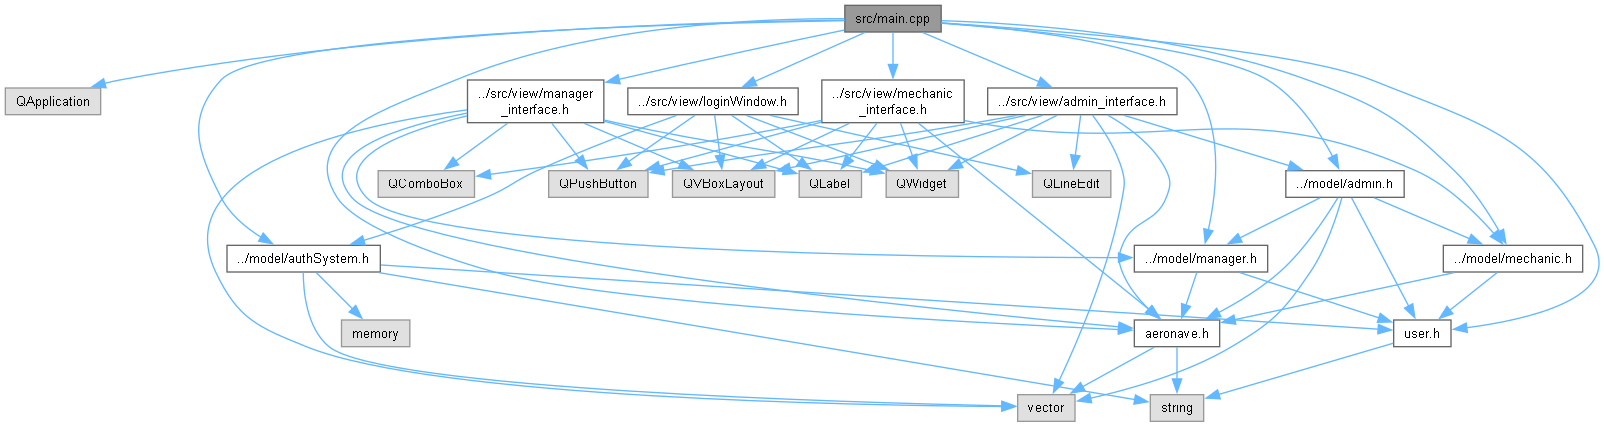 src/main.cpp
QApplication
../src/view/manager
_interface.h
../src/view/loginWindow.h
../src/view/mechanic
_interface.h
../src/view/admin_interface.h
QComboBox
QPushButton
QVBoxLayout
QLabel
QWidget
QLineEdit
../model/admin.h
../model/authSystem.h
../model/manager.h
../model/mechanic.h
memory
aeronave.h
user.h
vector
string